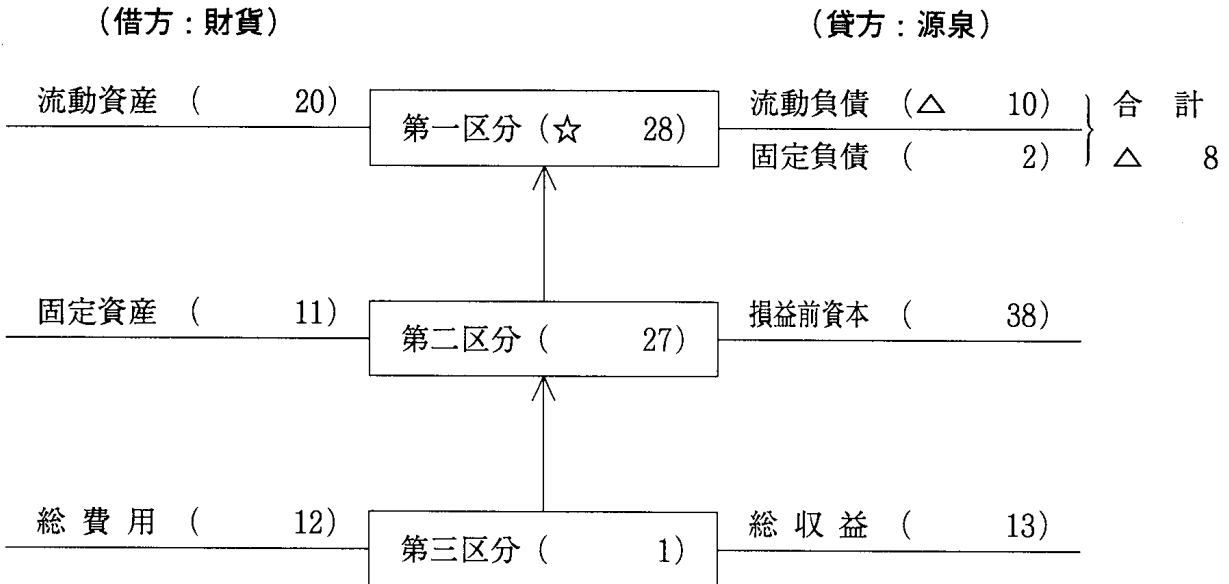 （借方：財貨） （貸方：源泉）
流動資産 （ 20） 第一区分（☆ 28） 流動負債 （△ 10） 合 計
固定負債 （ 2） △ 8
固定資産 （ 11） 第二区分（ 27） 損益前資本 （ 38）
総 費 用 （ 12） 第三区分（ 1） 総 収 益 （ 13）